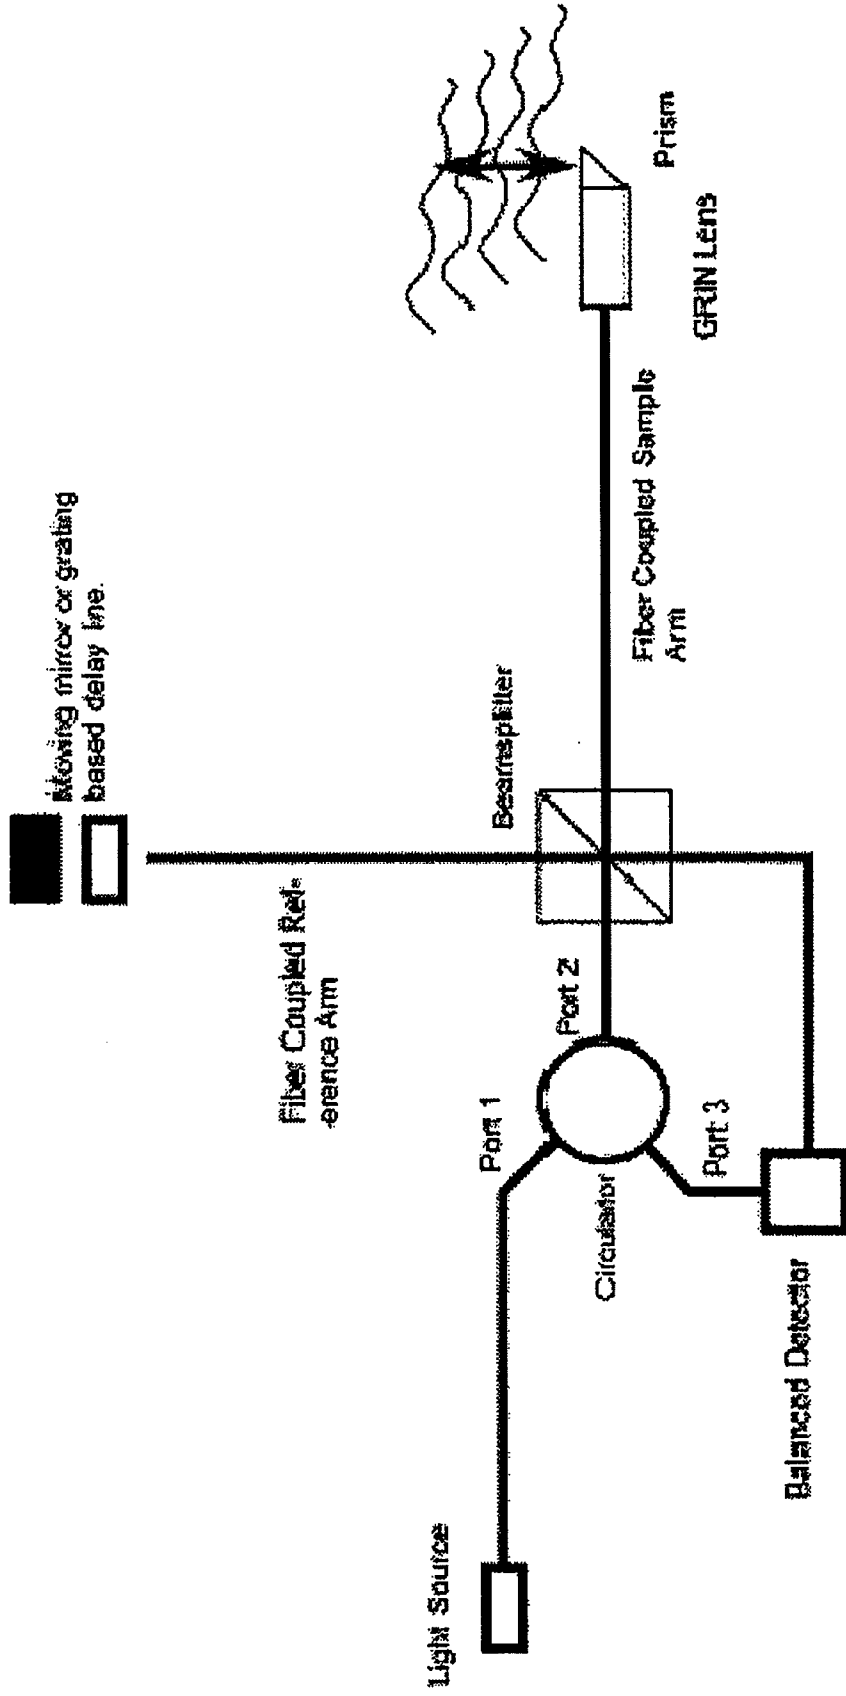 Moving mirror or grating
based delay line.
Fiber Coupled Ref-
erence Arm
Beamsplitter
Prism
GRIN Lens
Fiber Coupled Sample
Arm
Light Source
Port 1
Port 2
Circulator
Port 3
Balanced Detector